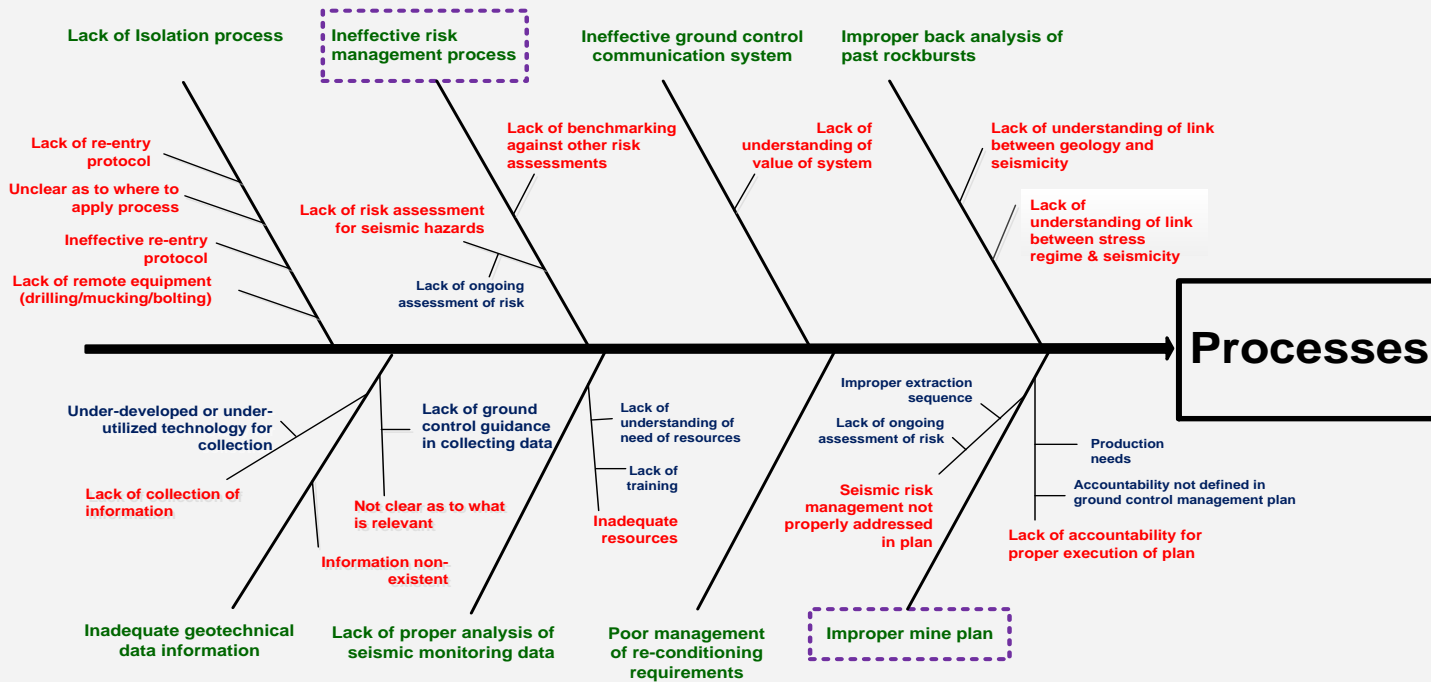 Lack of Isolation process
Ineffective risk
management process
Ineffective ground control
communication system
Improper back analysis of
past rockbursts
Lack of re-entry
protocol
Unclear as to where to
apply process
Ineffective re-entry
protocol
Lack of remote equipment
(drilling/mucking/bolting)
Lack of benchmarking
against other risk
assessments
Lack of risk assessment
for seismic hazards
Lack of ongoing
assessment of risk
Lack of
understanding of
value of system
Lack of understanding of link
between geology and
seismicity
Lack of
understanding of link
between stress
regime & seismicity
Processes
Under-developed or under-
utilized technology for
collection
Lack of collection of
information
Lack of ground
control guidance
in collecting data
Not clear as to what
is relevant
Information non-
existent
Lack of
understanding of
need of resources
Lack of
training
Inadequate
resources
Improper extraction
sequence
Lack of ongoing
assessment of risk
Seismic risk
management not
properly addressed
in plan
Production
needs
Accountability not defined in
ground control management plan
Lack of accountability for
proper execution of plan
Inadequate geotechnical
data information
Lack of proper analysis of
seismic monitoring data
Poor management
of re-conditioning
requirements
Improper mine plan